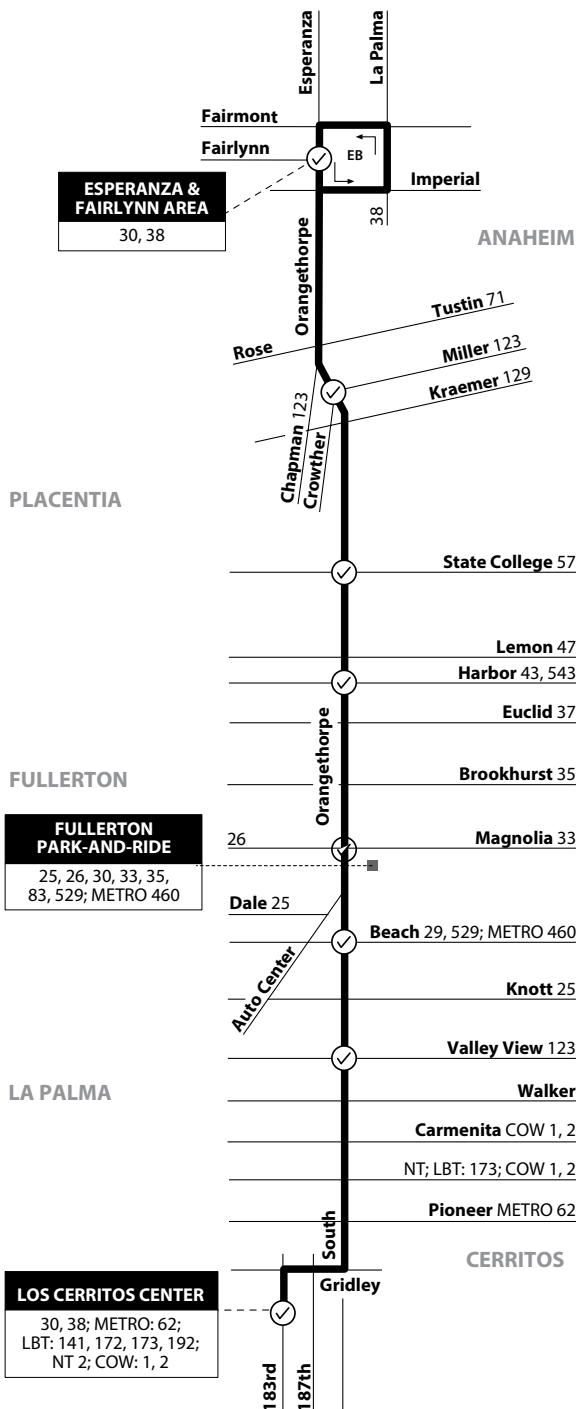 Esperanza
La Palma
Fairmont
Fairlynn
EB
Imperial
ESPERANZA &
FAIRLYNN AREA
30, 38
38
ANAHEIM
Orangethorpe
Tustin 71
Rose
Miller 123
Kraemer 129
Chapman 123
Crowther
PLACENTIA
State College 57
Lemon 47
Harbor 43, 543
Euclid 37
Orangethorpe
FULLERTON
Brookhurst 35
FULLERTON
PARK-AND-RIDE
25, 26, 30, 33, 35,
83, 529; METRO 460
26
Magnolia 33
Dale 25
Beach 29, 529; METRO 460
Auto Center
Knott 25
Valley View 123
LA PALMA
Walker
Carmenita COW 1, 2
NT; LBT: 173; COW 1, 2
Pioneer METRO 62
South
CERRITOS
Gridley
LOS CERRITOS CENTER
30, 38; METRO: 62;
LBT: 141, 172, 173, 192;
NT 2; COW: 1, 2
183rd
187th